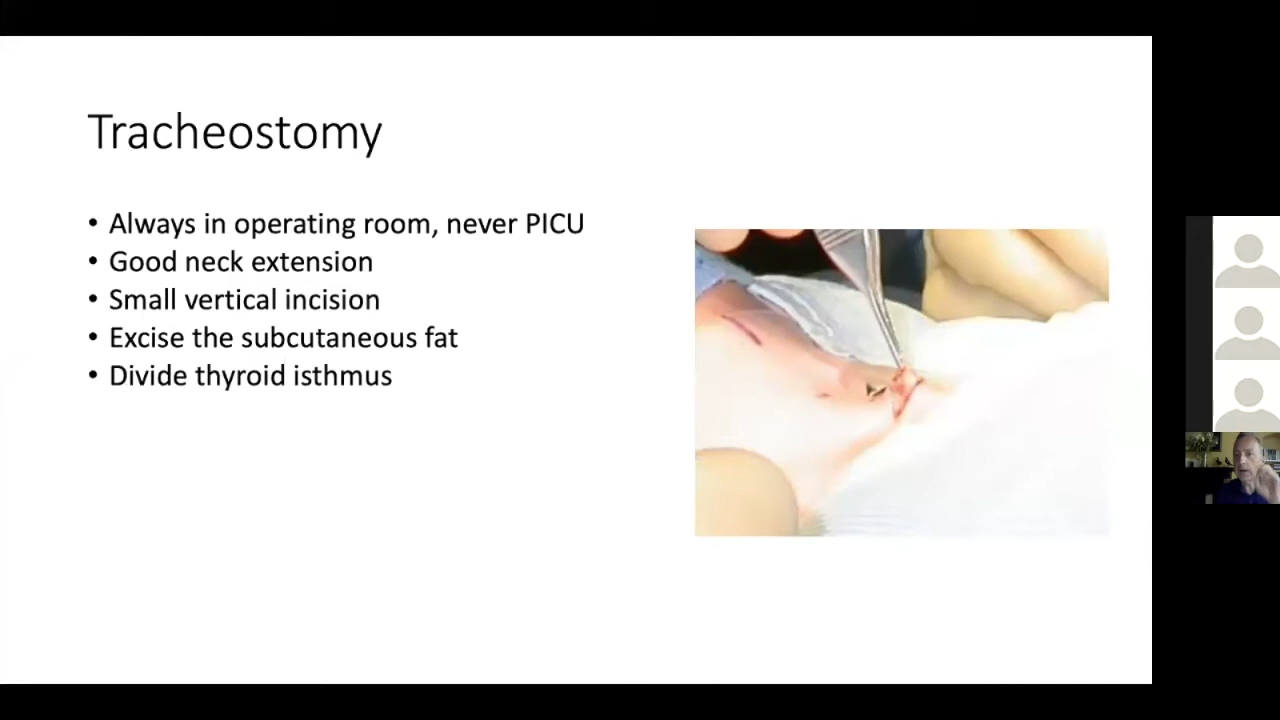 Tracheostomy
• Always in operating room, never PICU
• Good neck extension
• Small vertical incision
• Excise the subcutaneous fat
• Divide thyroid isthmus